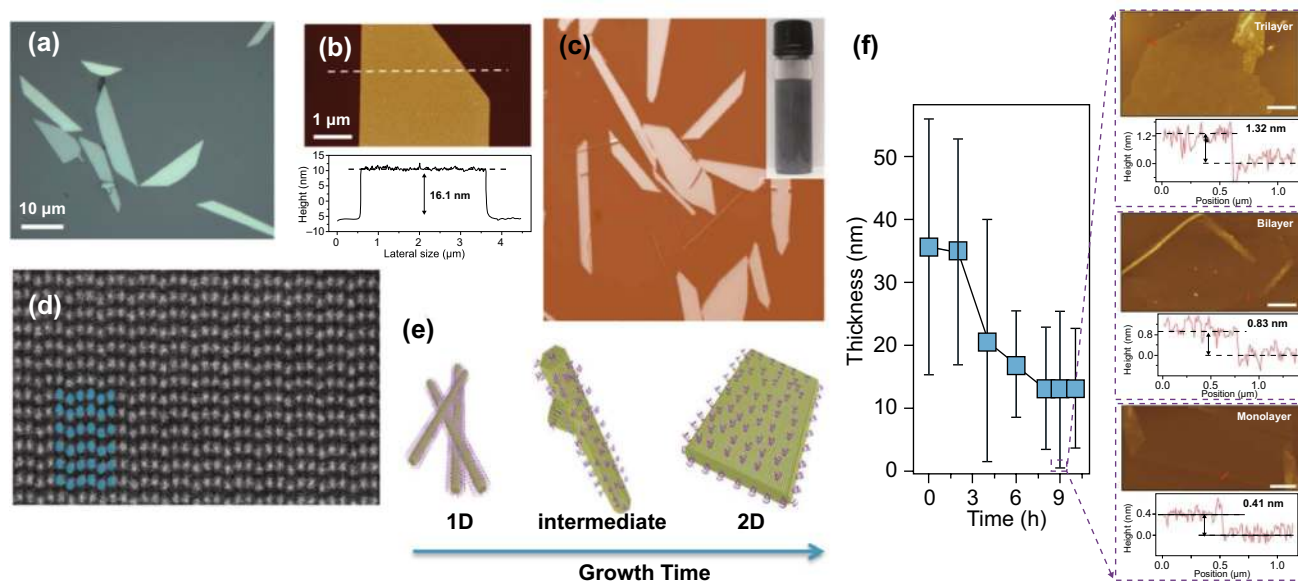 (a)
10 µm
(b)
1 µm
Height (nm)
15
10
5
0
5
–10
16.1 nm
0
1
2
3
4
Lateral size (µm)
(c)
(d)
(e)
1D
intermediate
2D
Growth Time
(f)
Thickness (nm)
50
40
30
20
10
0
0
3
6
9
Time (h)
Trilayer
Height (nm)
1.2
0.0
1.32 nm
0.0
0.5
1.0
Position (µm)
Bilayer
Height (nm)
0.8
0.0
0.83 nm
0.0
0.5
1.0
Position (µm)
Monolayer
Height (nm)
0.4
0.0
0.41 nm
0.0
0.5
1.0
Position (µm)